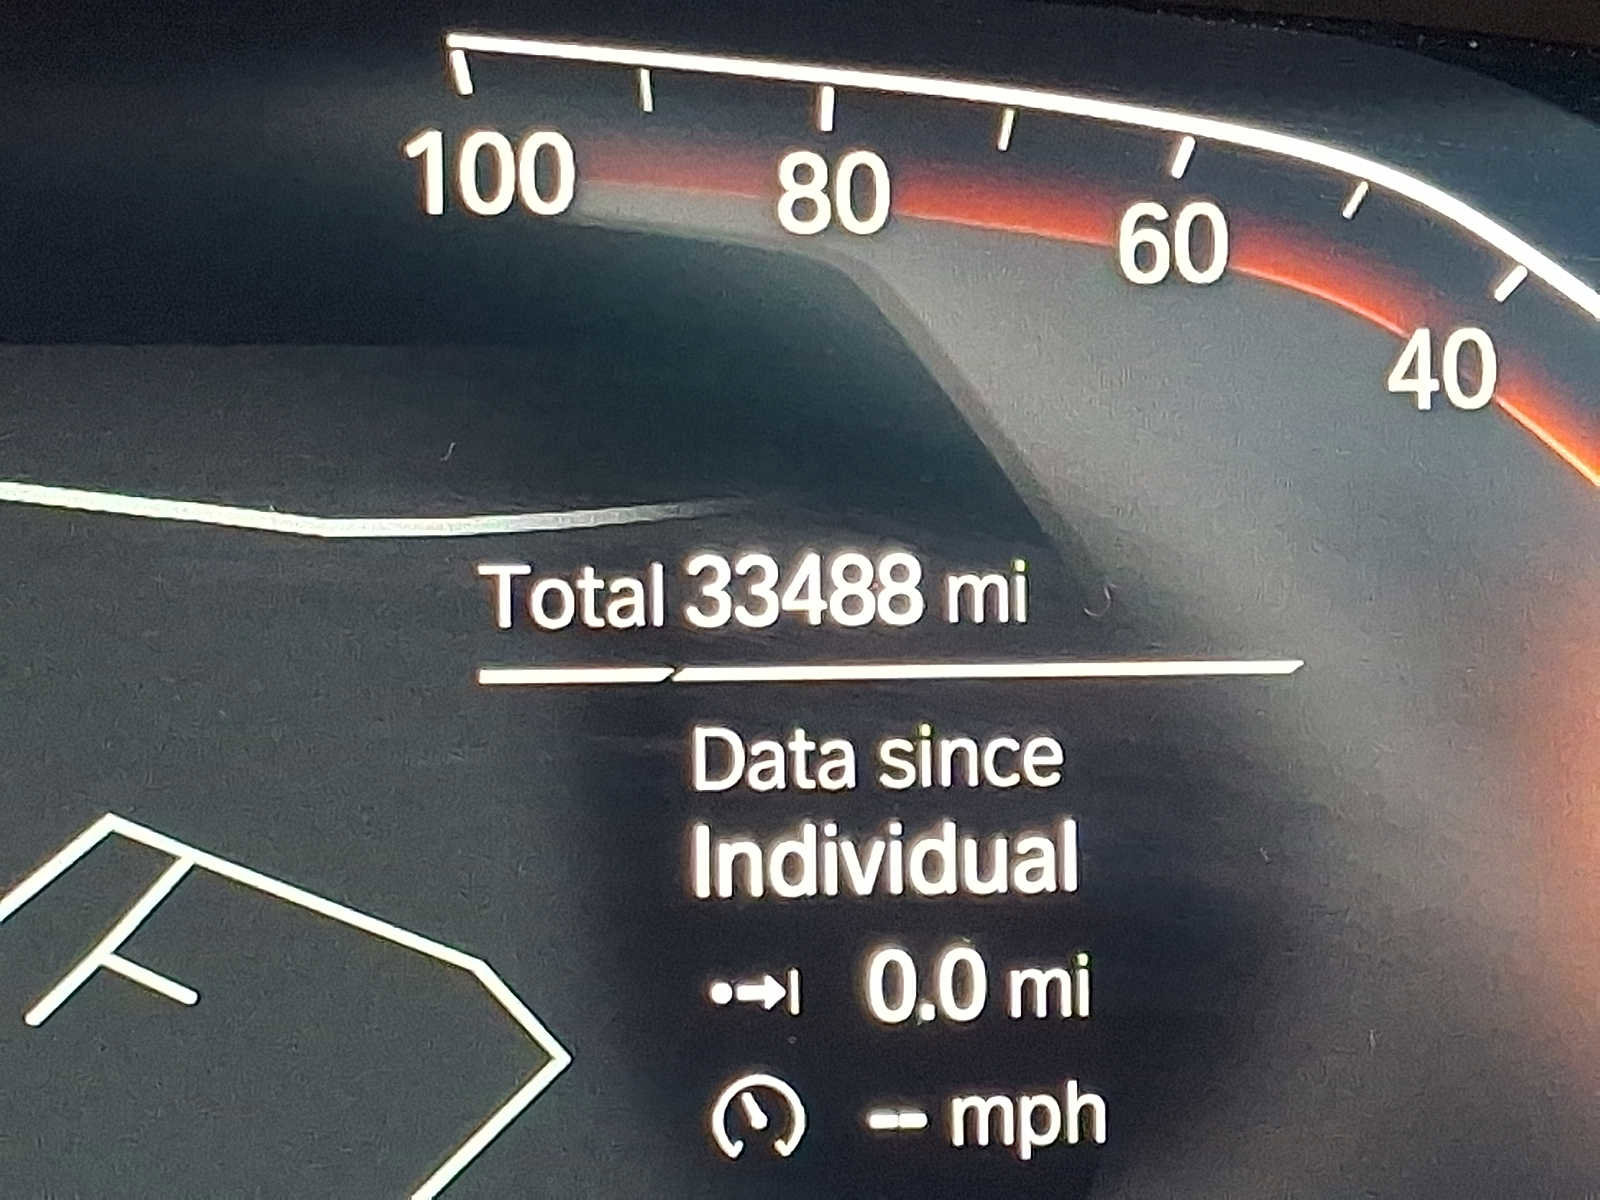 100
80
60
40
Total 33488 mi
Data since
Individual
0.0 mi
-- mph